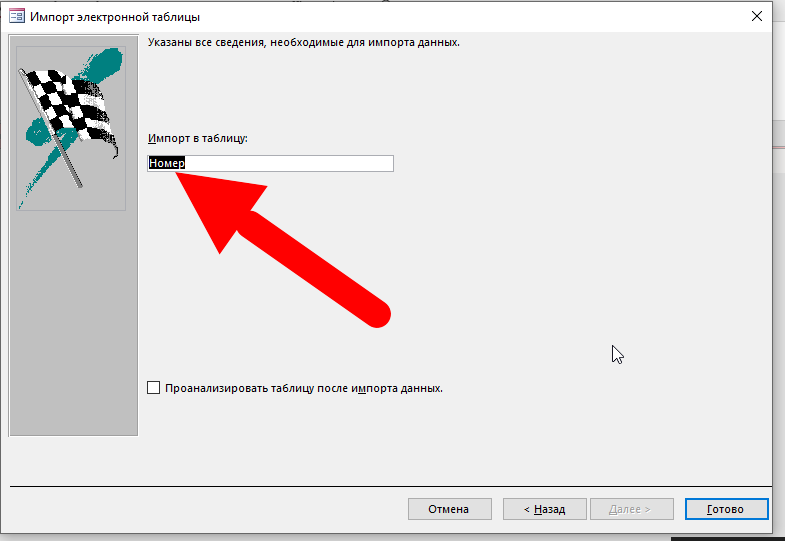 Импорт электронной таблицы
Указаны все сведения, необходимые для импорта данных.
Импорт в таблицу:
Номер
Проанализировать таблицу после импорта данных.
Отмена
< Назад
Далее >
Готово